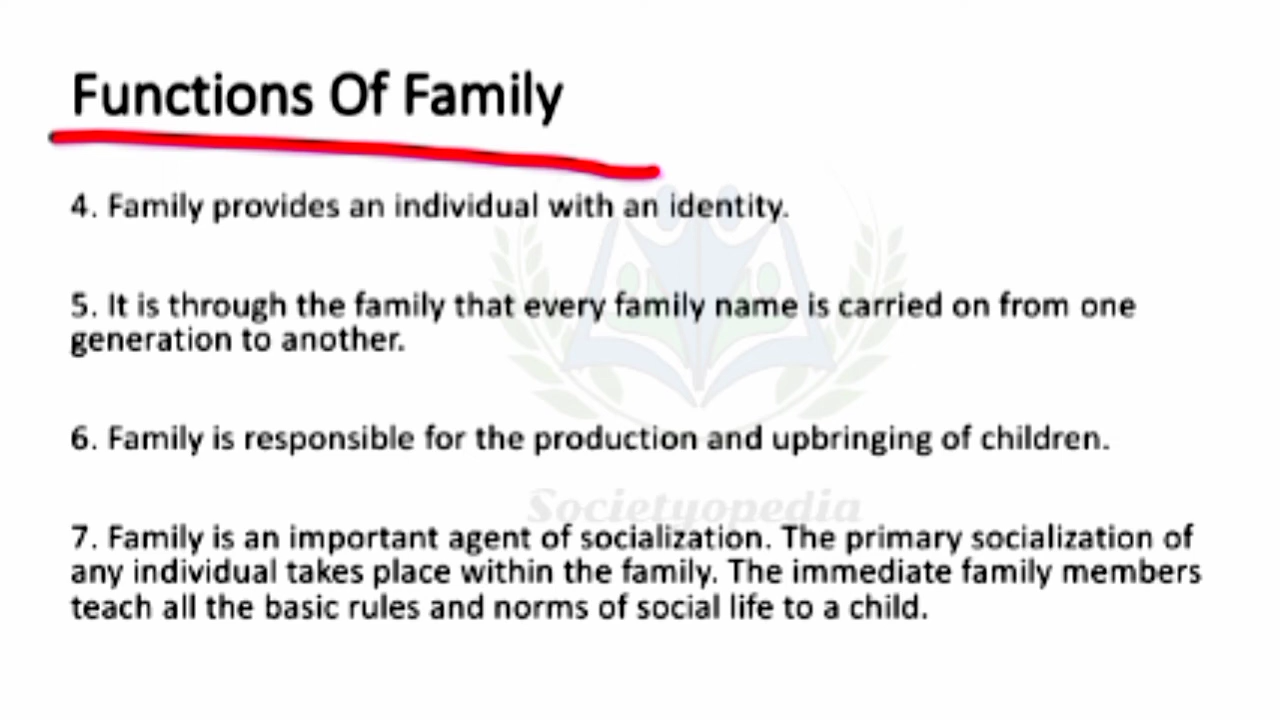 Functions Of Family
4. Family provides an individual with an identity.
5. It is through the family that every family name is carried on from one
generation to another.
6. Family is responsible for the production and upbringing of children.
Societyopedia
7. Family is an important agent of socialization. The primary socialization of
any individual takes place within the family. The immediate family members
teach all the basic rules and norms of social life to a child.